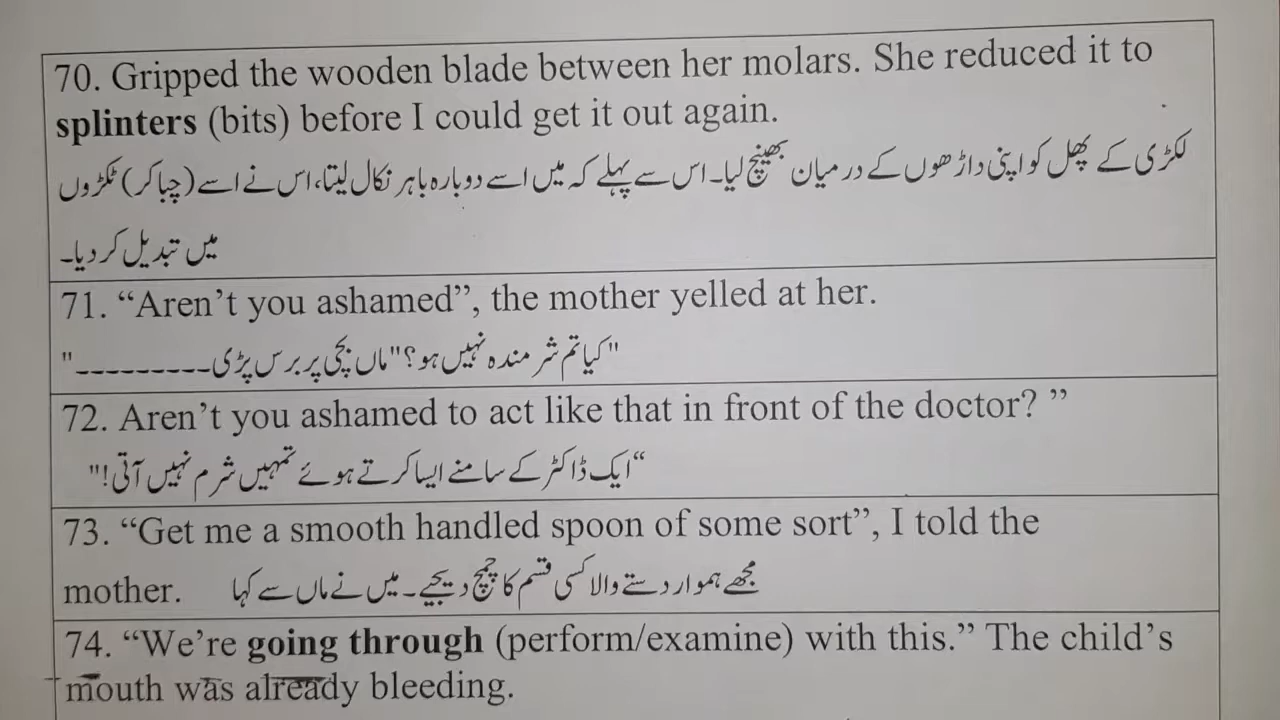 70. Gripped the wooden blade between her molars. She reduced it to
splinters (bits) before I could get it out again.
لکڑی کے پھل کو اپنی داڑھوں کے درمیان بھینچ لیا۔ اس سے پہلے کہ میں اسے دوبارہ باہر نکال لیتا، اس نے اسے (چبا کر) ٹکڑوں
میں تبدیل کر دیا۔
71. “Aren’t you ashamed”, the mother yelled at her.
"کیا تم شرمندہ نہیں ہو؟" ماں بچی پر برس پڑی۔۔۔۔۔۔۔۔۔۔"
72. Aren’t you ashamed to act like that in front of the doctor? ”
“ایک ڈاکٹر کے سامنے ایسا کرتے ہوئے تمہیں شرم نہیں آتی!"
73. “Get me a smooth handled spoon of some sort”, I told the
mother. مجھے ہموار دستے والا کسی قسم کا چمچ دیجیے۔ میں نے ماں سے کہا
74. “We’re going through (perform/examine) with this.” The child’s
mouth was already bleeding.